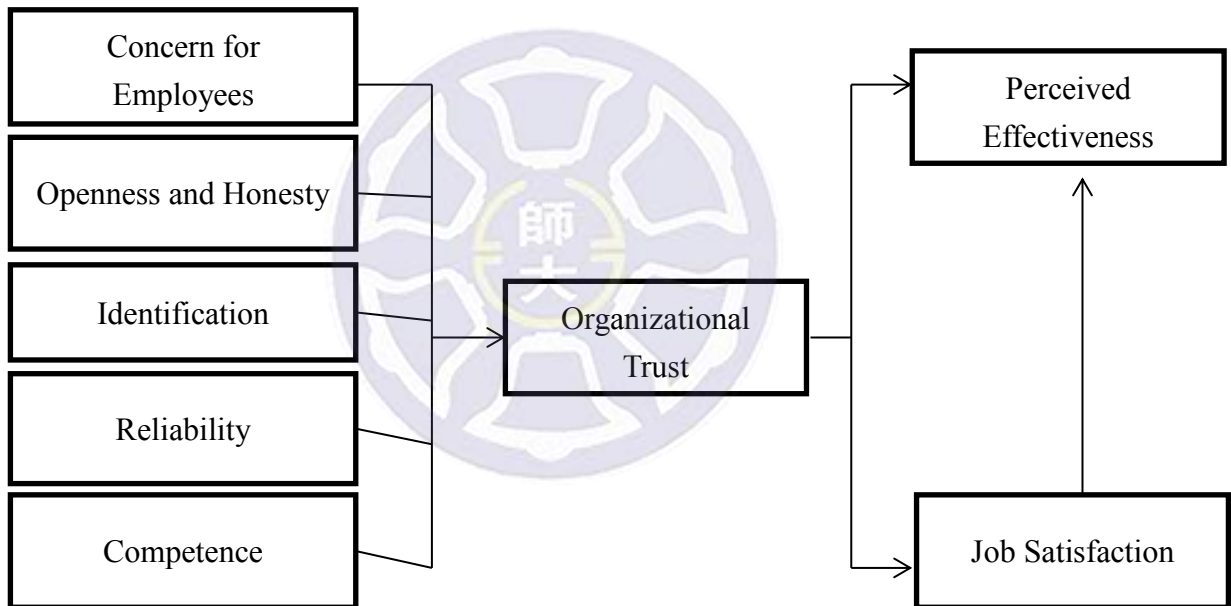 Concern for
Employees
Openness and Honesty
Identification
Reliability
Competence
師
大
Organizational
Trust
Perceived
Effectiveness
Job Satisfaction